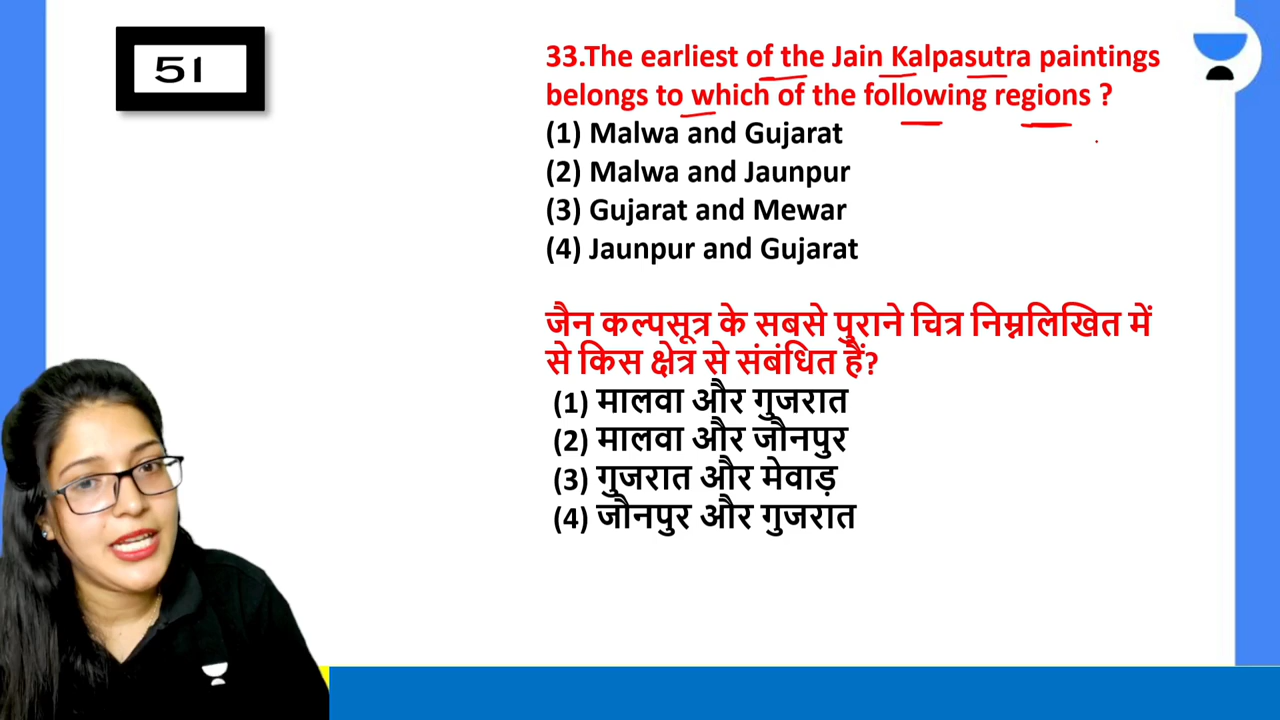 51
33.The earliest of the Jain Kalpasutra paintings
belongs to which of the following regions ?
(1) Malwa and Gujarat
(2) Malwa and Jaunpur
(3) Gujarat and Mewar
(4) Jaunpur and Gujarat
जैन कल्पसूत्र के सबसे पुराने चित्र निम्नलिखित में
से किस क्षेत्र से संबंधित हैं?
(1) मालवा और गुजरात
(2) मालवा और जौनपुर
(3) गुजरात और मेवाड़
(4) जौनपुर और गुजरात